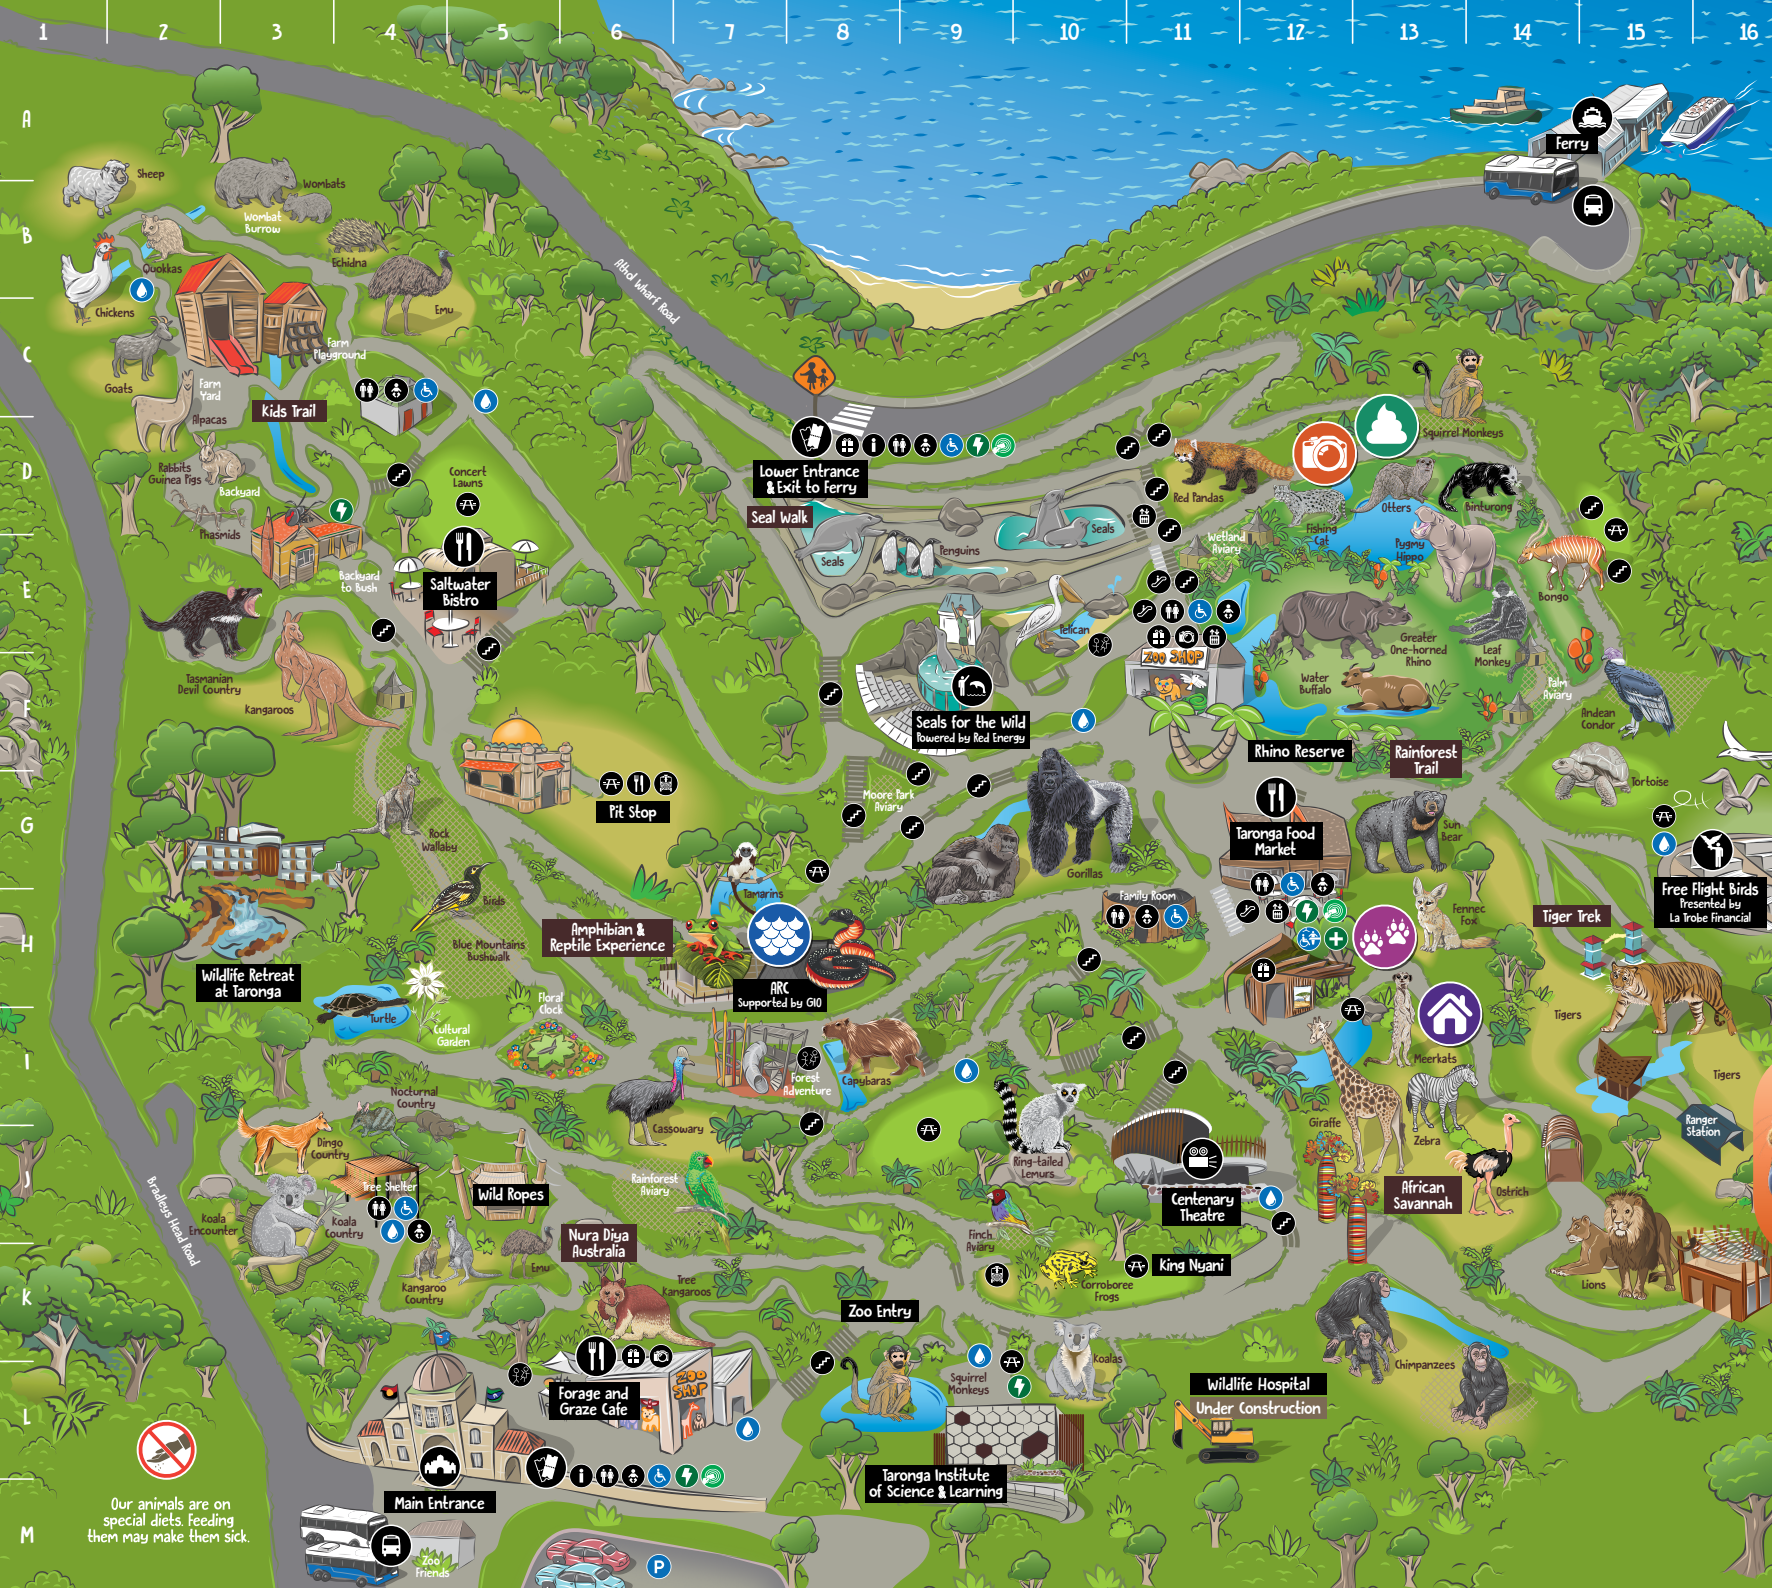 1 2 3 4 5 6 7 8 9 10 11 12 13 14 15 16
A
Ferry
Sheep
Wombats
Wombat
Burrow
B
Echidna
Quokkas
Athol Wharf Road
Chickens
Emu
C
Farm
Playground
Goats
Farm
Yard
Kids Trail
Alpacas
Squirrel Monkeys
D
Rabbits
Guinea Pigs
Backyard
Concert
Lawns
Lower Entrance
& Exit to Ferry
Red Pandas
Otters
Binturong
Phasmids
Seal Walk
Seals
Penguins
Seals
Wetland
Aviary
Fishing
Cat
Pygmy
Hippo
E
Backyard
to Bush
Saltwater
Bistro
Bongo
Pelican
Greater
One-horned
Rhino
Leaf
Monkey
ZOO SHOP
Tasmanian
Devil Country
Kangaroos
F
Water
Buffalo
Palm
Aviary
Andean
Condor
Seals for the Wild
Powered by Red Energy
Rhino Reserve
Rainforest
Trail
Pit Stop
Moore Park
Aviary
Tortoise
G
Rock
Wallaby
Taronga Food
Market
Sun
Bear
Gorillas
Tamarins
Family Room
Free Flight Birds
Presented by
La Trobe Financial
Birds
Fennec
Fox
Tiger Trek
H
Amphibian &
Reptile Experience
Blue Mountains
Bushwalk
Wildlife Retreat
at Taronga
ARC
Supported by GIO
Turtle
Floral
Clock
Cultural
Garden
Tigers
I
Meerkats
Forest
Adventure
Capybaras
Tigers
Nocturnal
Country
Cassowary
Giraffe
Zebra
Ranger
Station
Dingo
Country
J
Ring-tailed
Lemurs
Tree Shelter
Wild Ropes
Rainforest
Aviary
Centenary
Theatre
African
Savannah
Ostrich
Bradleys Head Road
Koala
Encounter
Koala
Country
Nura Diya
Australia
Finch
Aviary
King Nyani
Emu
K
Kangaroo
Country
Tree
Kangaroos
Corroboree
Frogs
Lions
Zoo Entry
Koalas
Chimpanzees
ZOO
SHOP
Squirrel
Monkeys
Forage and
Graze Cafe
Wildlife Hospital
Under Construction
L
Taronga Institute
of Science & Learning
Main Entrance
Our animals are on
special diets. Feeding
them may make them sick.
M
Zoo
Friends
P